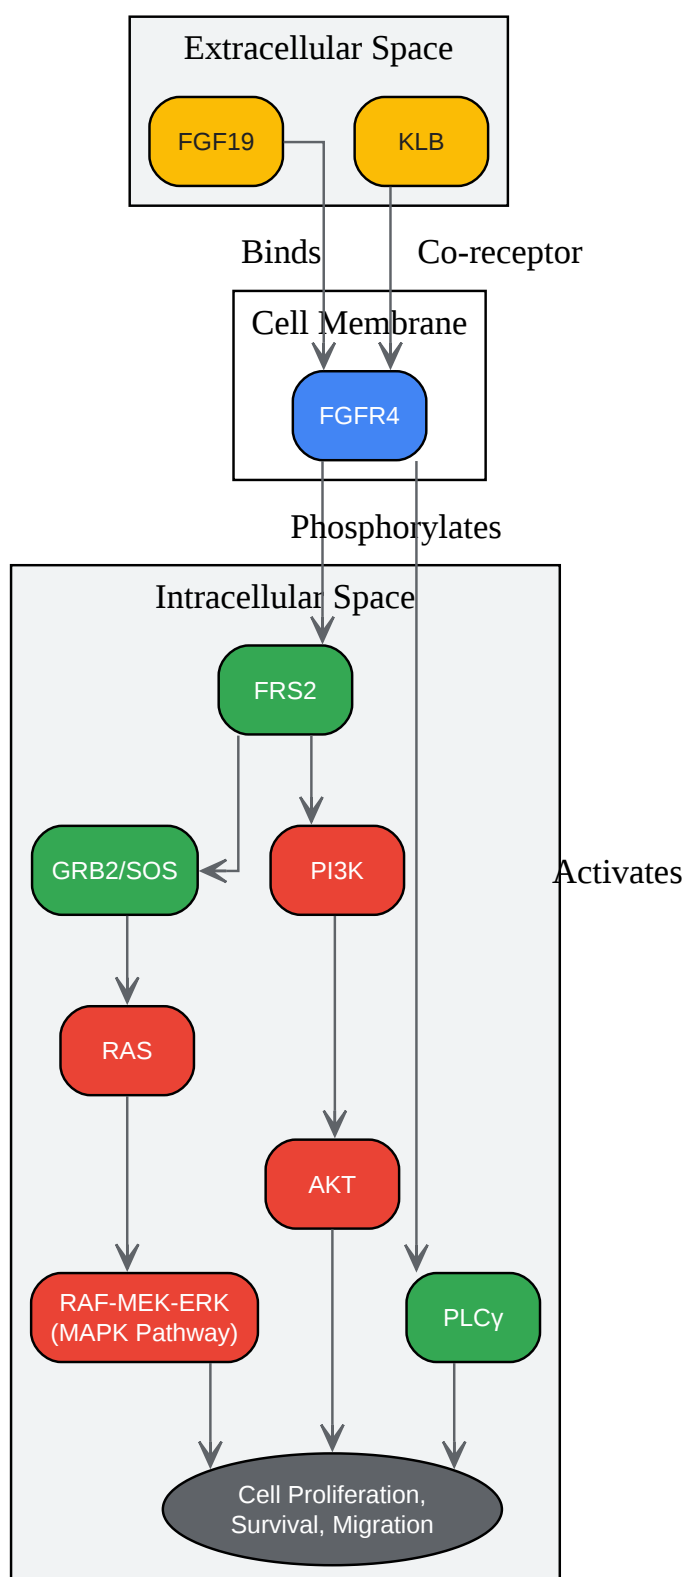 Extracellular Space
FGF19
KLB
Binds
Co-receptor
Cell Membrane
FGFR4
Phosphorylates
Intracellular Space
FRS2
GRB2/SOS
PI3K
Activates
RAS
AKT
RAF-MEK-ERK
(MAPK Pathway)
PLCγ
Cell Proliferation,
Survival, Migration